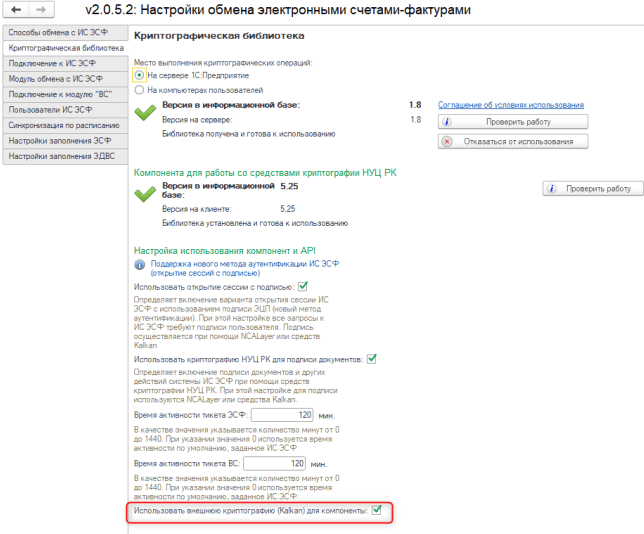 v2.0.5.2: Настройки обмена электронными счетами-фактурами
Способы обмена с ИС ЭСФ
Криптографическая библиотека
Подключение к ИС ЭСФ
Модуль обмена с ИС ЭСФ
Подключение к модулю "ВС"
Пользователи ИС ЭСФ
Синхронизация по расписанию
Настройки заполнения ЭСФ
Настройки заполнения ЭДВС
Криптографическая библиотека
Место выполнения криптографических операций:
На сервере 1С:Предприятие
На компьютерах пользователей
Версия в информационной базе: 1.8
Соглашение об условиях использования
Версия на сервере: 1.8
Проверить работу
Библиотека получена и готова к использованию
Отказаться от использования
Компонента для работы со средствами криптографии НУЦ РК
Версия в информационной 5.25
базе:
Проверить работу
Версия на клиенте: 5.25
Библиотека установлена и готова к использованию
Настройка использования компонент и API
Поддержка нового метода аутентификации ИС ЭСФ
(открытие сессий с подписью)
Использовать открытие сессии с подписью:
Определяет включение варианта открытия сессии ИС
ЭСФ с использованием подписи ЭЦП (новый метод
аутентификации). При этой настройке все запросы к
ИС ЭСФ требуют подписи пользователя. Подпись
осуществляется при помощи NCALayer или средств
Kalkan
Использовать криптографию НУЦ РК для подписи документов:
Определяет включение подписи документов и других
действий системы ИС ЭСФ при помощи средств
криптографии НУЦ РК. При этой настройке для подписи
используются NCALayer или средства Kalkan.
Время активности тикета ЭСФ: 120 мин.
В качестве значения указывается количество минут от 0
до 1440. При указании значения 0 используется время
активности по умолчанию, заданное ИС ЭСФ
Время активности тикета ВС: 120 мин.
В качестве значения указывается количество минут от 0
до 1440. При указании значения 0 используется время
активности по умолчанию, заданное ИС ЭСФ
Использовать внешнюю криптографию (Kalkan) для компоненты: